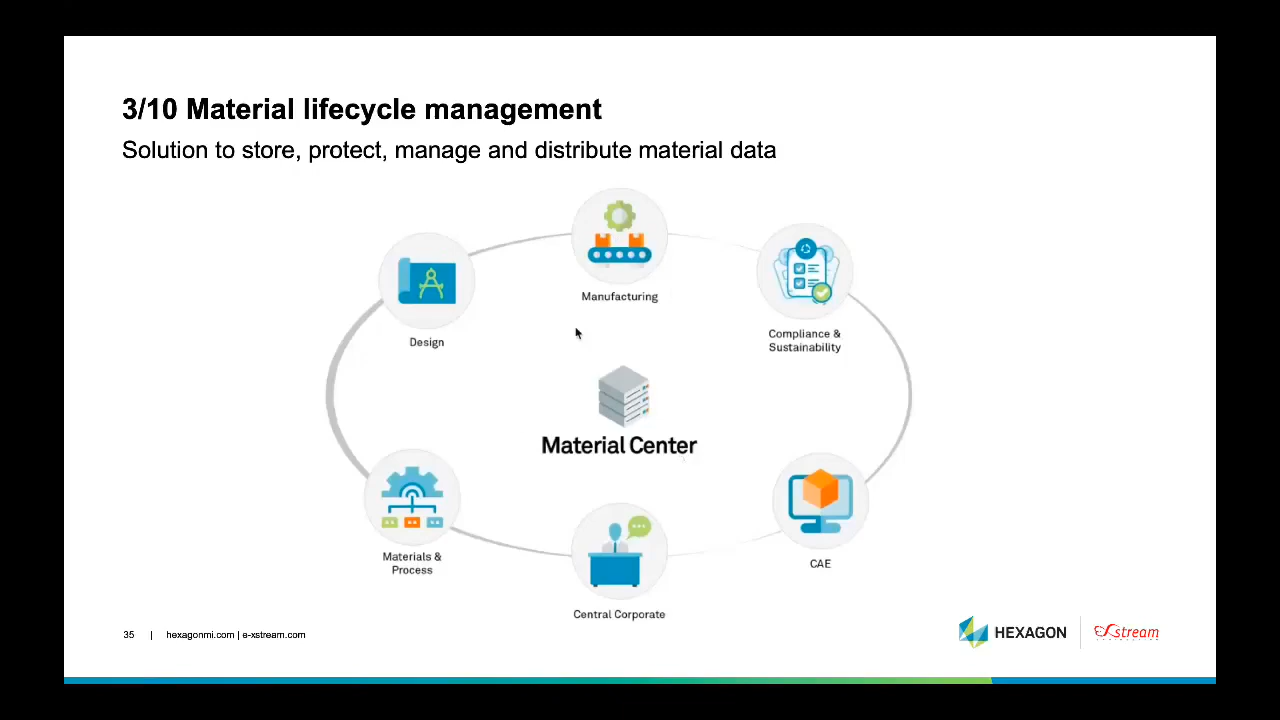 3/10 Material lifecycle management
Solution to store, protect, manage and distribute material data
Manufacturing
Design
Compliance &
Sustainability
Material Center
Materials &
Process
CAE
Central Corporate
35 | hexagonmi.com | e-xstream.com
HEXAGON
eXstream